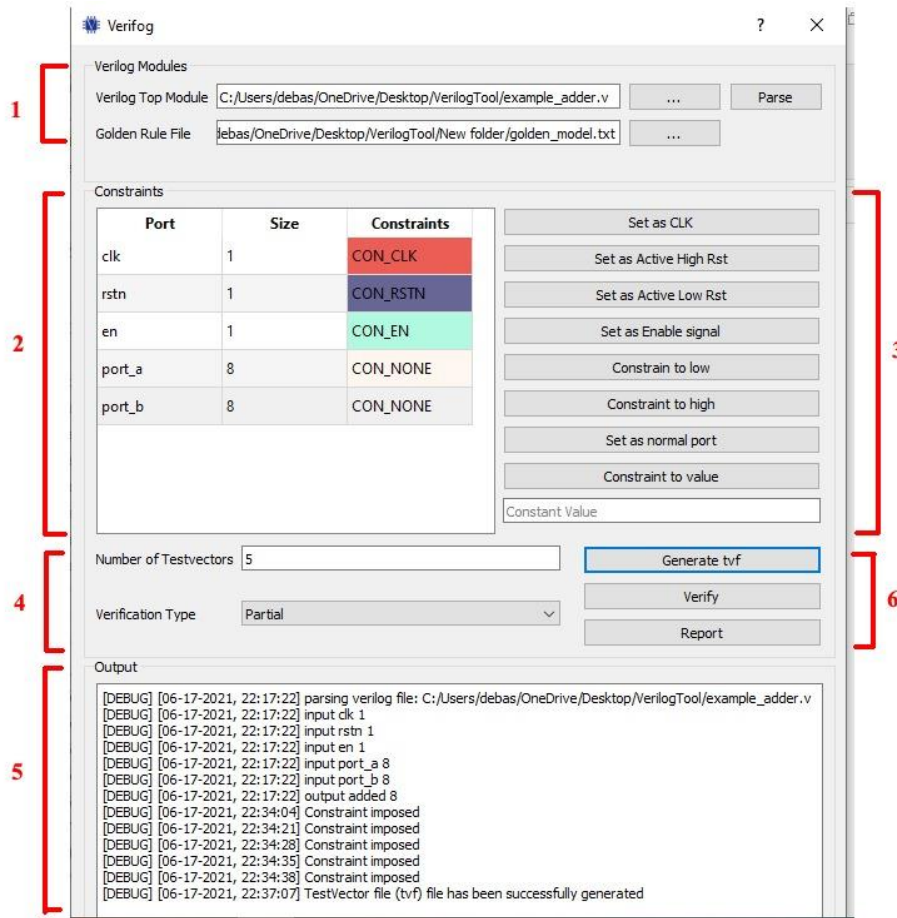 Verifog
?
Verilog Modules
1
Verilog Top Module C:/Users/debas/OneDrive/Desktop/VerilogTool/example_adder.v ... Parse
Golden Rule File debas/OneDrive/Desktop/VerilogTool/New folder/golden_model.txt ...
Constraints
Port Size Constraints
clk 1 CON_CLK
rstn 1 CON_RSTN
en 1 CON_EN
port_a 8 CON_NONE
port_b 8 CON_NONE
2
Set as CLK
Set as Active High Rst
Set as Active Low Rst
Set as Enable signal
Constrain to low
Constraint to high
Set as normal port
Constraint to value
Constant Value
3
4
Number of Testvectors 5
Verification Type Partial
Generate tvf
Verify
Report
6
Output
5
[DEBUG] [06-17-2021, 22:17:22] parsing verilog file: C:/Users/debas/OneDrive/Desktop/VerilogTool/example_adder.v
[DEBUG] [06-17-2021, 22:17:22] input clk 1
[DEBUG] [06-17-2021, 22:17:22] input rstn 1
[DEBUG] [06-17-2021, 22:17:22] input en 1
[DEBUG] [06-17-2021, 22:17:22] input port_a 8
[DEBUG] [06-17-2021, 22:17:22] input port_b 8
[DEBUG] [06-17-2021, 22:17:22] output added 8
[DEBUG] [06-17-2021, 22:34:04] Constraint imposed
[DEBUG] [06-17-2021, 22:34:21] Constraint imposed
[DEBUG] [06-17-2021, 22:34:28] Constraint imposed
[DEBUG] [06-17-2021, 22:34:35] Constraint imposed
[DEBUG] [06-17-2021, 22:34:38] Constraint imposed
[DEBUG] [06-17-2021, 22:37:07] TestVector file (tvf) file has been successfully generated